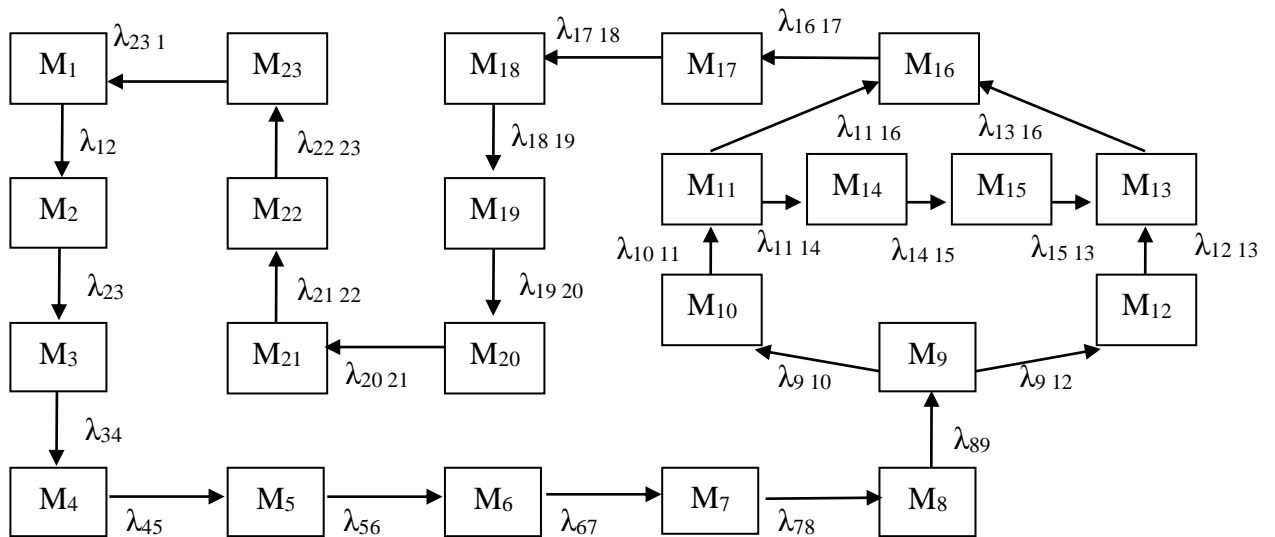 λ₂₃ ₁ λ₁₇ ₁₈ λ₁₆ ₁₇
M₁ M₂₃ M₁₈ M₁₇ M₁₆
λ₁₂ λ₂₂ ₂₃ λ₁₈ ₁₉ λ₁₁ ₁₆ λ₁₃ ₁₆
M₂ M₂₂ M₁₉ M₁₁ M₁₄ M₁₅ M₁₃
λ₁₀ ₁₁ λ₁₁ ₁₄ λ₁₄ ₁₅ λ₁₅ ₁₃ λ₁₂ ₁₃
λ₂₃ λ₂₁ ₂₂ λ₁₉ ₂₀ M₁₀ M₁₂
M₃ M₂₁ M₂₀ M₉
λ₂₀ ₂₁ λ₉ ₁₀ λ₉ ₁₂
λ₃₄ λ₈₉
M₄ M₅ M₆ M₇ M₈
λ₄₅ λ₅₆ λ₆₇ λ₇₈